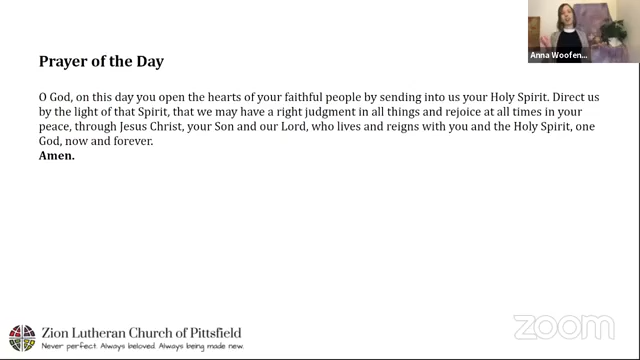 Anna Woofen...
Prayer of the Day
O God, on this day you open the hearts of your faithful people by sending into us your Holy Spirit. Direct us
by the light of that Spirit, that we may have a right judgment in all things and rejoice at all times in your
peace, through Jesus Christ, your Son and our Lord, who lives and reigns with you and the Holy Spirit, one
God, now and forever.
Amen.
Zion Lutheran Church of Pittsfield
Never perfect. Always beloved. Always being made new.
zoom